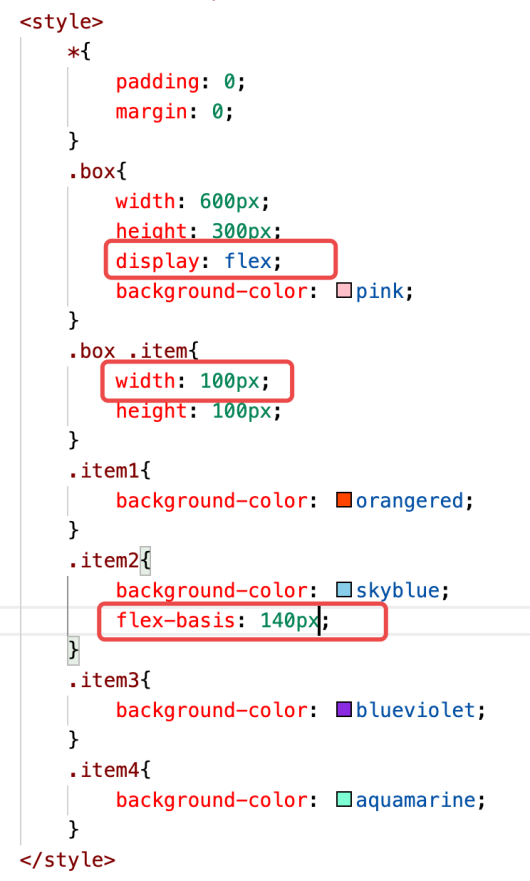 <style>
*{
padding: 0;
margin: 0;
}
.box{
width: 600px;
height: 300px;
display: flex;
background-color: pink;
}
.box .item{
width: 100px;
height: 100px;
}
.item1{
background-color: orangered;
}
.item2{
background-color: skyblue;
flex-basis: 140px;
}
.item3{
background-color: blueviolet;
}
.item4{
background-color: aquamarine;
}
</style>